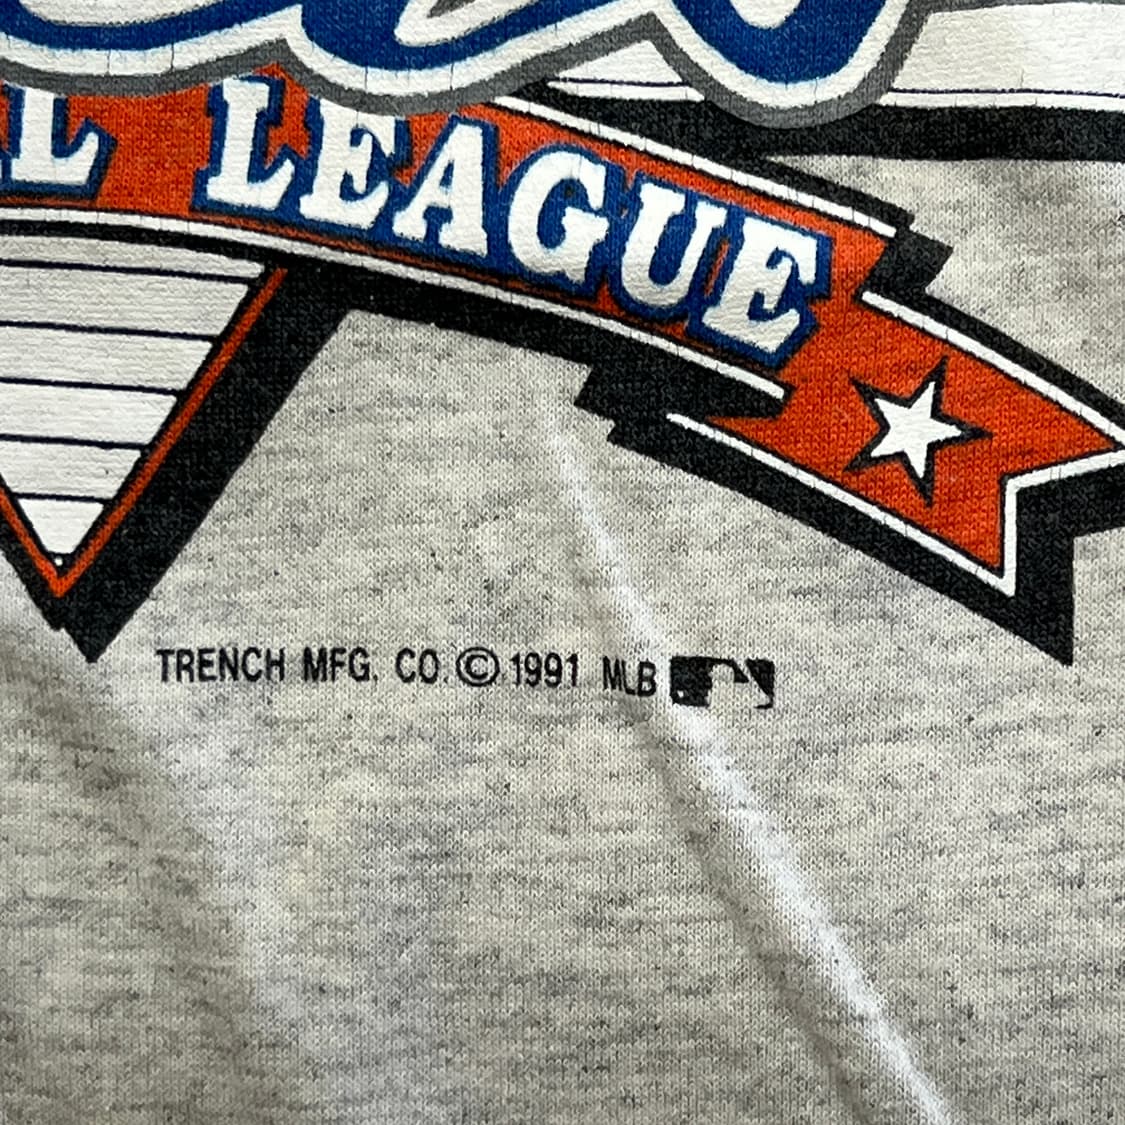 L LEAGUE
TRENCH MFG. CO. © 1991 MLB